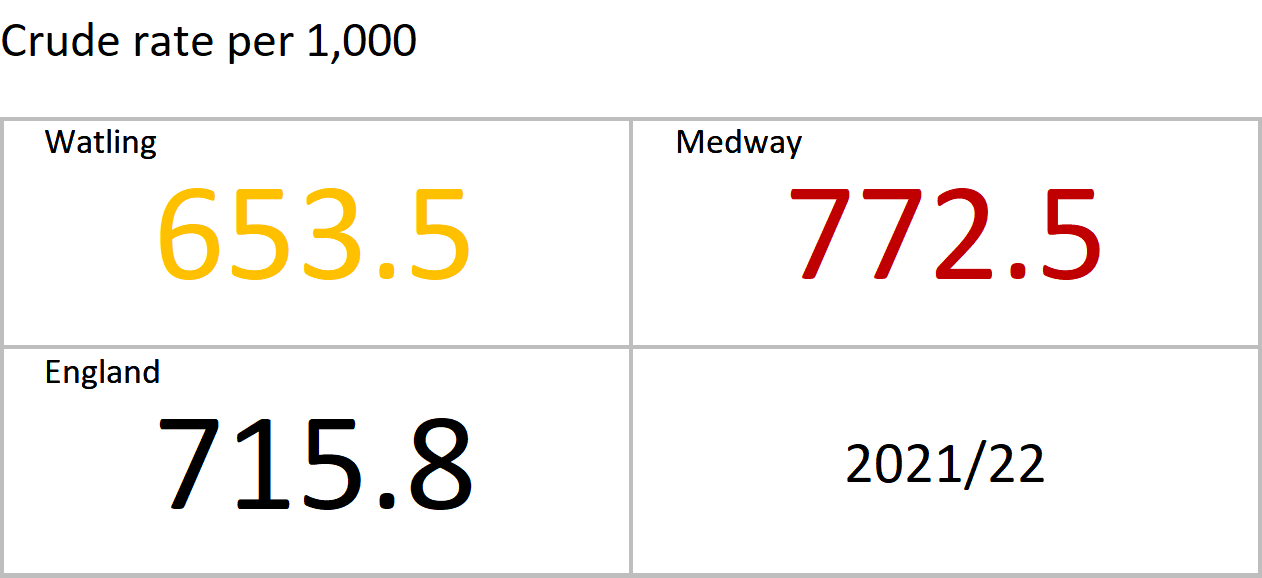 Crude rate per 1,000
Watling
653.5
Medway
772.5
England
715.8
2021/22